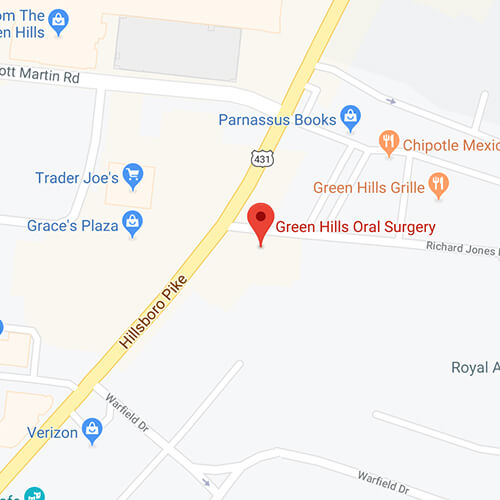 om The
en Hills
ott Martin Rd
Parnassus Books
Chipotle Mexic
431
Trader Joe's
Green Hills Grille
Grace's Plaza
Green Hills Oral Surgery
Richard Jones
Hillsboro Pike
Royal A
Warfield Dr
Verizon
Warfield Dr
afe